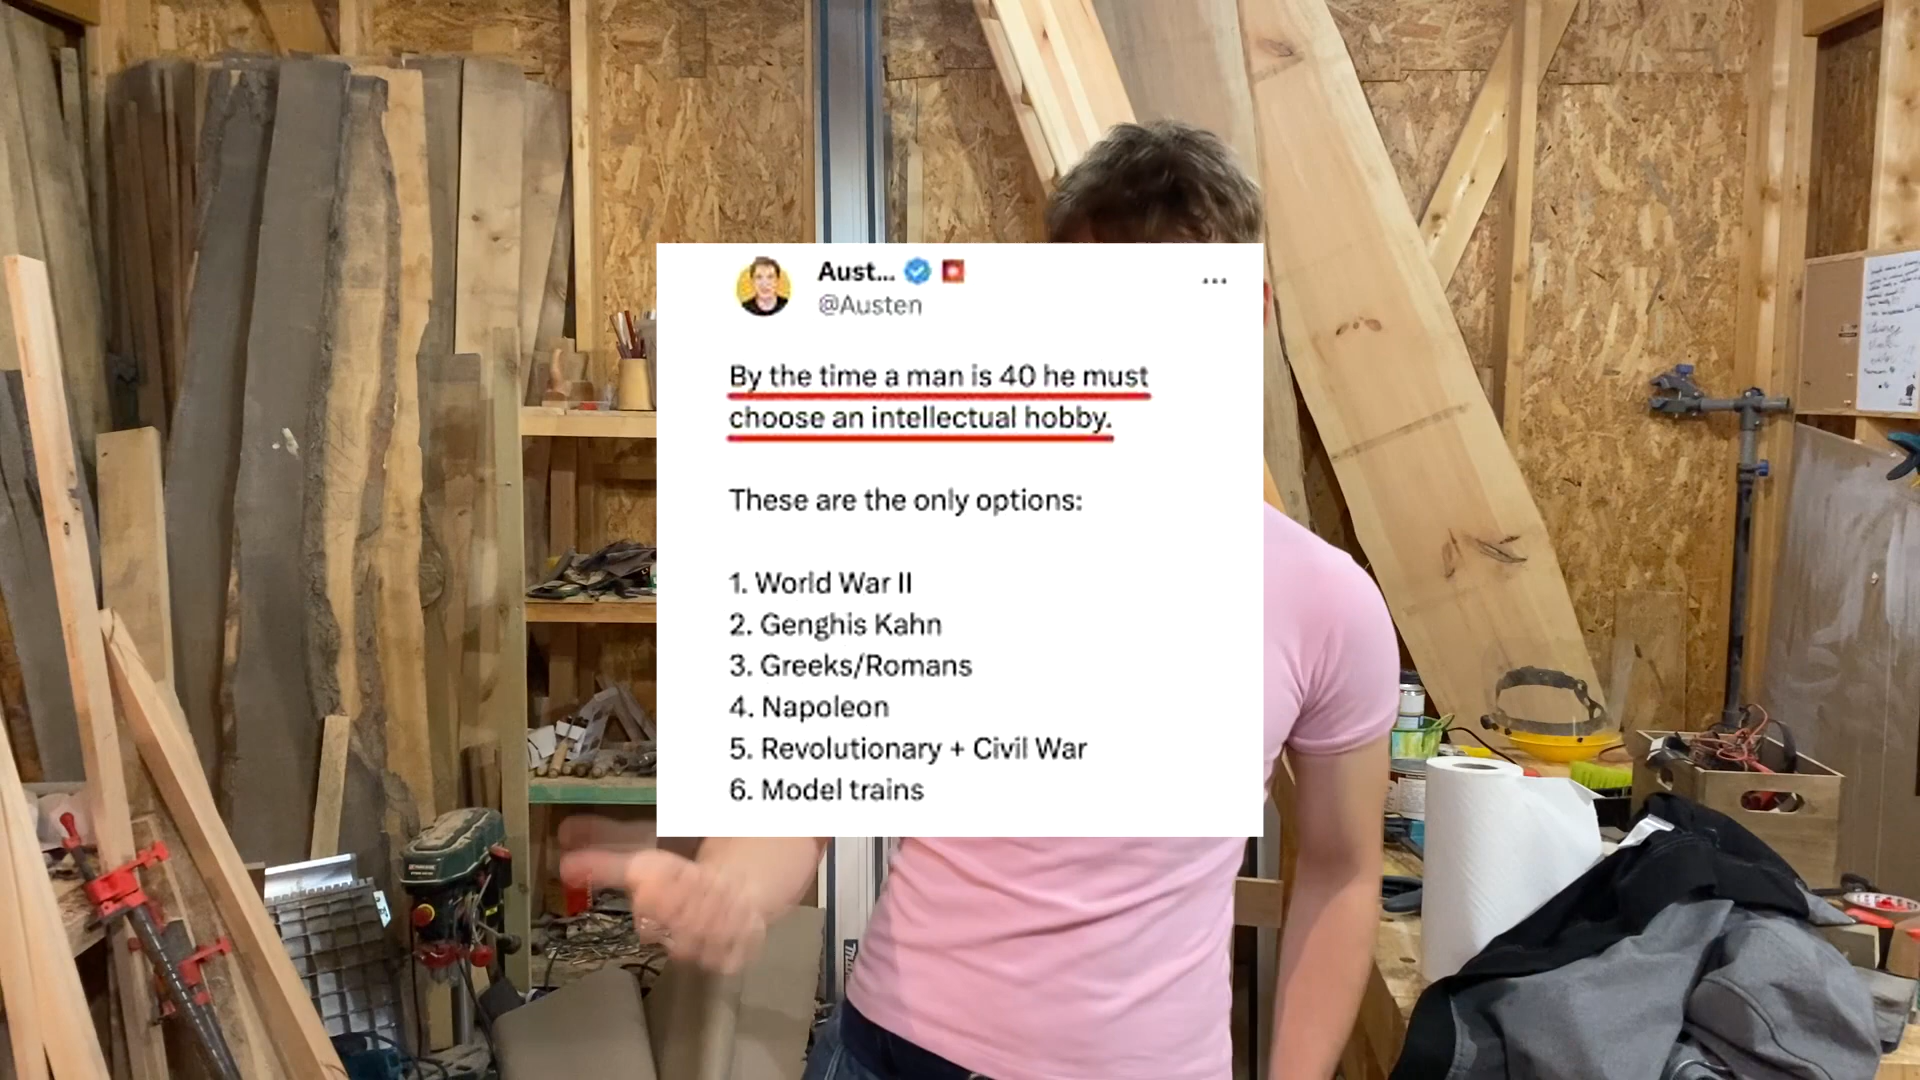 Aust...
@Austen
By the time a man is 40 he must
choose an intellectual hobby.
These are the only options:
1. World War II
2. Genghis Kahn
3. Greeks/Romans
4. Napoleon
5. Revolutionary + Civil War
6. Model trains